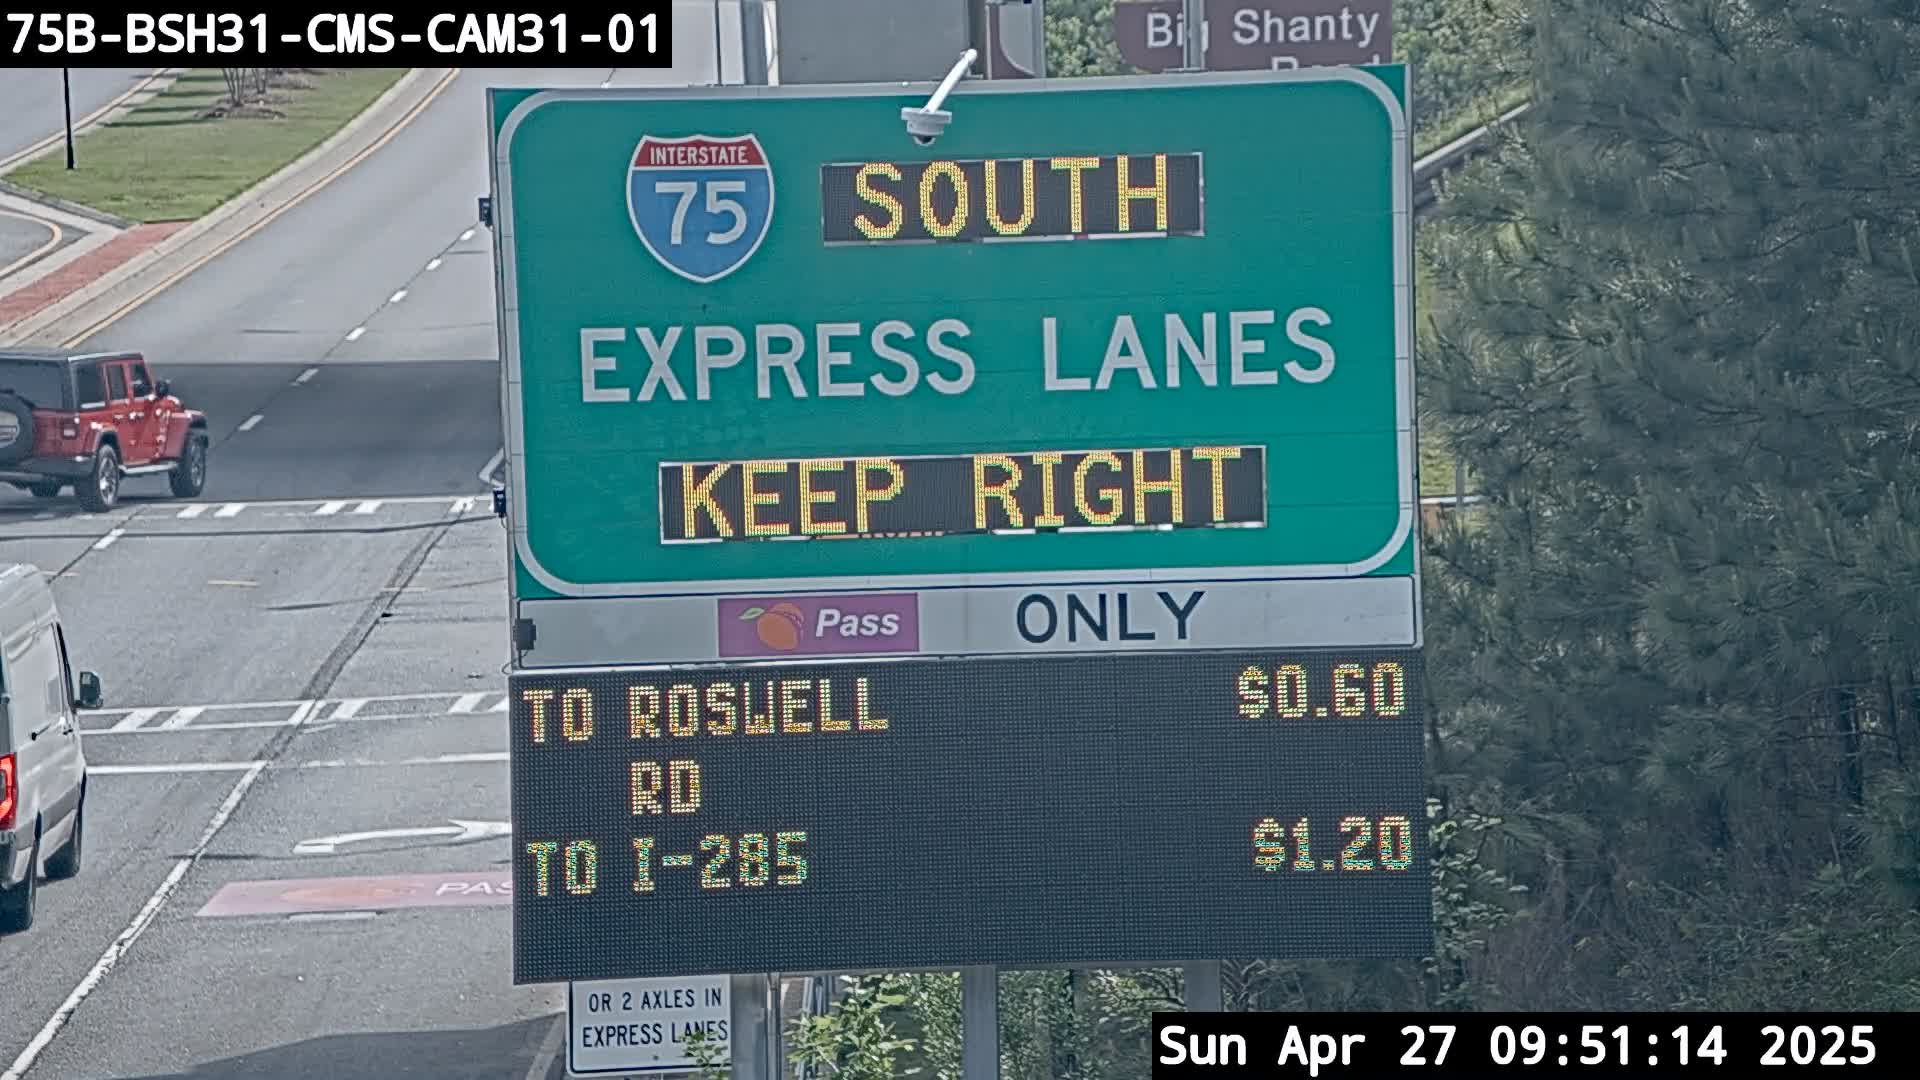 75B-BSH31-CMS-CAM31-01
Big Shanty
Road
INTERSTATE
75
SOUTH
EXPRESS LANES
KEEP RIGHT
Pass
ONLY
TO ROSWELL $0.60
RD
TO I-285 $1.20
OR 2 AXLES IN
EXPRESS LANES
Sun Apr 27 09:51:14 2025